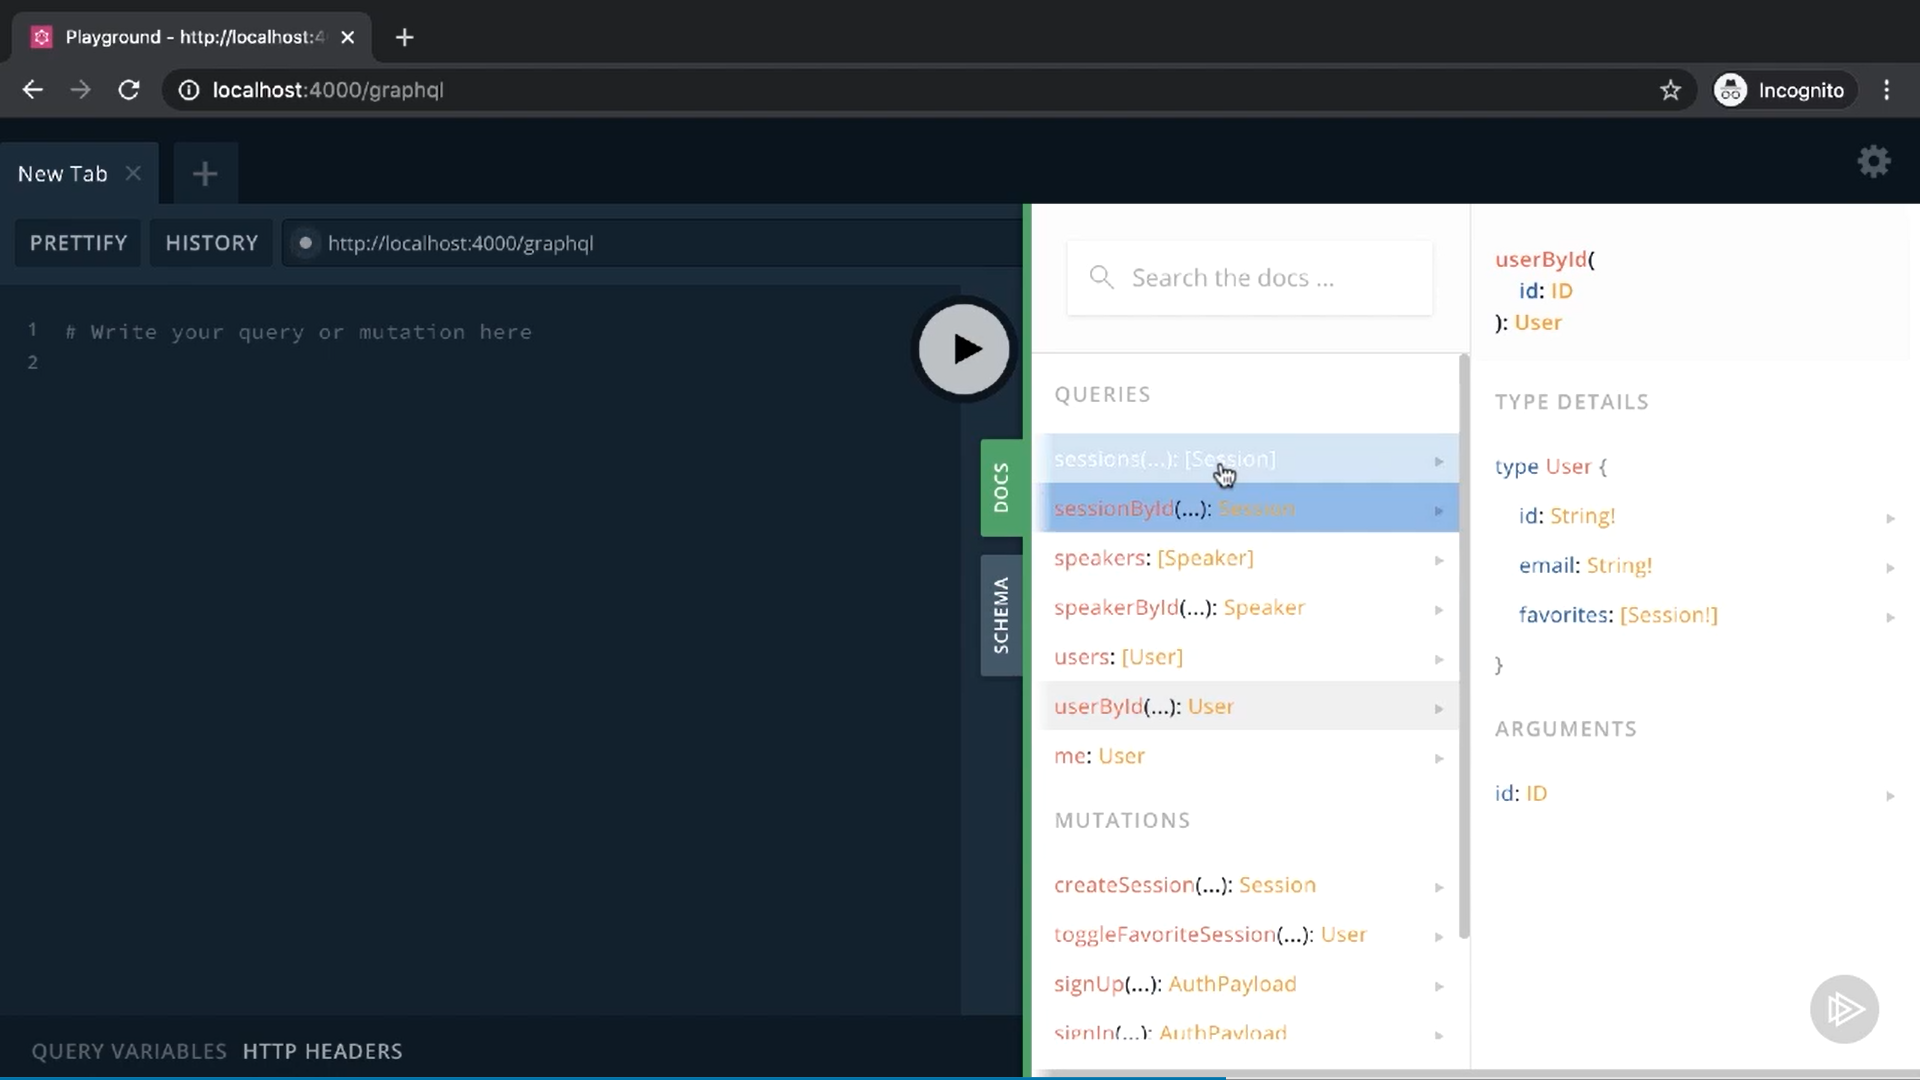 Playground - http://localhost:4
localhost:4000/graphql
Incognito
New Tab
PRETTIFY
HISTORY
http://localhost:4000/graphql
1 # Write your query or mutation here
2
DOCS
SCHEMA
Search the docs ...
QUERIES
sessions(...): [Session]
sessionById(...): Session
speakers: [Speaker]
speakerById(...): Speaker
users: [User]
userById(...): User
me: User
MUTATIONS
createSession(...): Session
toggleFavoriteSession(...): User
signUp(...): AuthPayload
signIn(...): AuthPayload
userById(
id: ID
): User
TYPE DETAILS
type User {
id: String!
email: String!
favorites: [Session!]
}
ARGUMENTS
id: ID
QUERY VARIABLES HTTP HEADERS